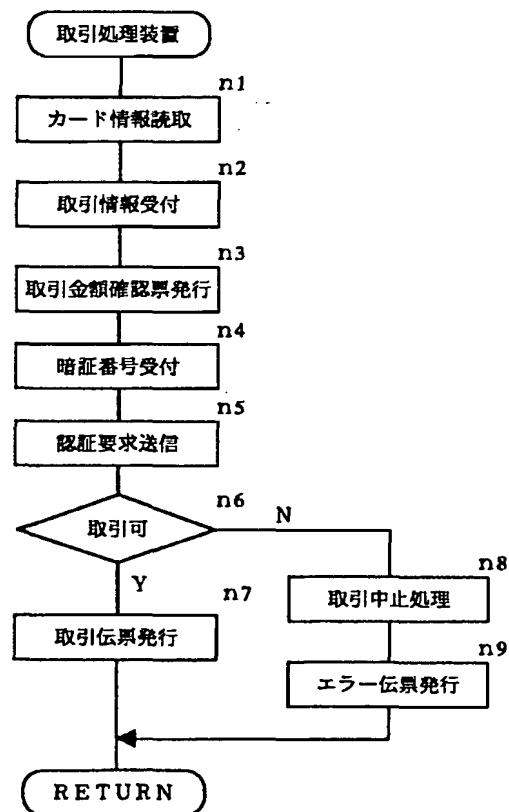 取引処理装置
n1
カード情報読取
n2
取引情報受付
n3
取引金額確認票発行
n4
暗証番号受付
n5
認証要求送信
n6
取引可
N
Y
n7
取引伝票発行
n8
取引中止処理
n9
エラー伝票発行
RETURN